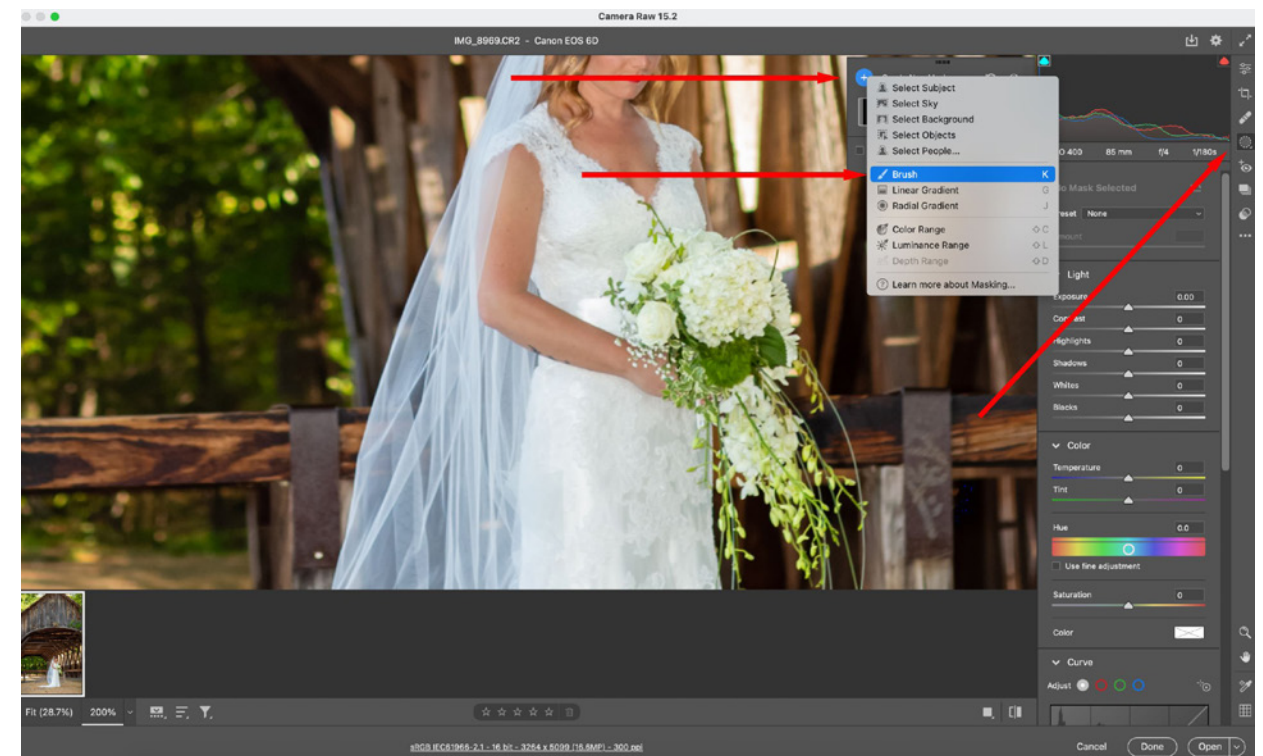 Camera Raw 15.2
IMG_8969.CR2 - Canon EOS 6D
Select Subject
Select Sky
Select Background
Select Objects
Select People...
Brush K
Linear Gradient G
Radial Gradient J
Color Range C
Luminance Range L
Depth Range D
Learn more about Masking...
ISO 400 85 mm f/4 1/180s
No Mask Selected
Preset None
Amount
Light
Exposure 0.00
Contrast 0
Highlights 0
Shadows 0
Whites 0
Blacks 0
Color
Temperature 0
Tint 0
Hue 0.0
Use fine adjustment
Saturation 0
Color
Curve
Adjust
Fit (28.7%) 200%
sRGB IEC61966-2.1 - 16 bit - 3264 x 5099 (16.6MP) - 300 ppi
Cancel Done Open